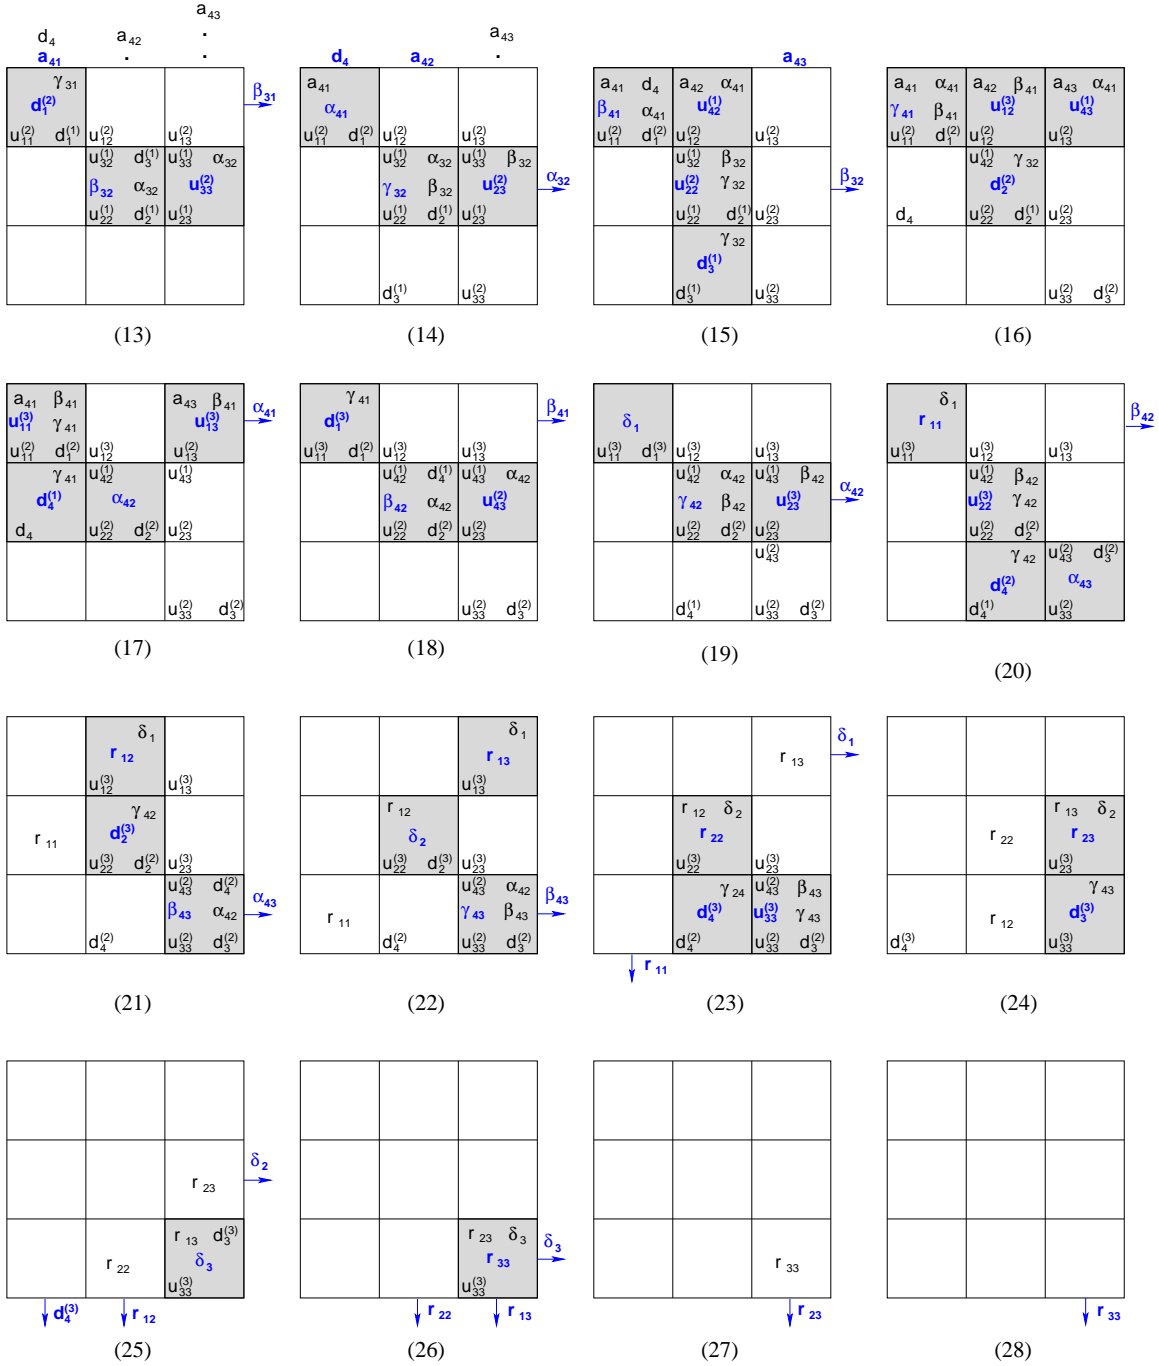 a₄₃
d₄ a₄₂ .
a₄₁ . .
γ₃₁
d₁⁽²⁾ β₃₁
u₁₁⁽²⁾ d₁⁽¹⁾ u₁₂⁽²⁾ u₁₃⁽²⁾
u₃₂⁽¹⁾ d₃⁽¹⁾ u₃₃⁽¹⁾ α₃₂
β₃₂ α₃₂ u₃₃⁽²⁾
u₂₂⁽¹⁾ d₂⁽¹⁾ u₂₃⁽¹⁾
(13)
a₄₃
d₄ a₄₂ .
a₄₁
α₄₁
u₁₁⁽²⁾ d₁⁽²⁾ u₁₂⁽²⁾ u₁₃⁽²⁾
u₃₂⁽¹⁾ α₃₂ u₃₃⁽¹⁾ β₃₂
γ₃₂ β₃₂ u₂₃⁽²⁾ α₃₂
u₂₂⁽¹⁾ d₂⁽¹⁾ u₂₃⁽¹⁾
d₃⁽¹⁾ u₃₃⁽²⁾
(14)
a₄₃
a₄₁ d₄ a₄₂ α₄₁
β₄₁ α₄₁ u₄₂⁽¹⁾
u₁₁⁽²⁾ d₁⁽²⁾ u₁₂⁽²⁾ u₁₃⁽²⁾
u₃₂⁽¹⁾ β₃₂
u₂₂⁽²⁾ γ₃₂ β₃₂
u₂₂⁽¹⁾ d₂⁽¹⁾ u₂₃⁽²⁾
γ₃₂
d₃⁽¹⁾
d₃⁽¹⁾ u₃₃⁽²⁾
(15)
a₄₁ α₄₁ a₄₂ β₄₁ a₄₃ α₄₁
γ₄₁ β₄₁ u₁₂⁽³⁾ u₄₃⁽¹⁾
u₁₁⁽²⁾ d₁⁽²⁾ u₁₂⁽²⁾ u₁₃⁽²⁾
u₄₂⁽¹⁾ γ₃₂
d₂⁽²⁾
d₄ u₂₂⁽²⁾ d₂⁽¹⁾ u₂₃⁽²⁾
u₃₃⁽²⁾ d₃⁽²⁾
(16)
a₄₁ β₄₁ a₄₃ β₄₁
u₁₁⁽³⁾ γ₄₁ u₁₃⁽³⁾ α₄₁
u₁₁⁽²⁾ d₁⁽²⁾ u₁₂⁽³⁾ u₁₃⁽²⁾
γ₄₁ u₄₂⁽¹⁾ u₄₃⁽¹⁾
d₄⁽¹⁾ α₄₂
d₄ u₂₂⁽²⁾ d₂⁽²⁾ u₂₃⁽²⁾
u₃₃⁽²⁾ d₃⁽²⁾
(17)
γ₄₁
d₁⁽³⁾ β₄₁
u₁₁⁽³⁾ d₁⁽²⁾ u₁₂⁽³⁾ u₁₃⁽³⁾
u₄₂⁽¹⁾ d₄⁽¹⁾ u₄₃⁽¹⁾ α₄₂
β₄₂ α₄₂ u₄₃⁽²⁾
u₂₂⁽²⁾ d₂⁽²⁾ u₂₃⁽²⁾
u₃₃⁽²⁾ d₃⁽²⁾
(18)
δ₁
u₁₁⁽³⁾ d₁⁽³⁾ u₁₂⁽³⁾ u₁₃⁽³⁾
u₄₂⁽¹⁾ α₄₂ u₄₃⁽¹⁾ β₄₂
γ₄₂ β₄₂ u₂₃⁽³⁾ α₄₂
u₂₂⁽²⁾ d₂⁽²⁾ u₂₃⁽²⁾
u₄₃⁽²⁾
d₄⁽¹⁾ u₃₃⁽²⁾ d₃⁽²⁾
(19)
δ₁
r₁₁ β₄₂
u₁₁⁽³⁾ u₁₂⁽³⁾ u₁₃⁽³⁾
u₄₂⁽¹⁾ β₄₂
u₂₂⁽³⁾ γ₄₂
u₂₂⁽²⁾ d₂⁽²⁾ u₂₃⁽³⁾
γ₄₂ u₄₃⁽²⁾ d₃⁽²⁾
d₄⁽²⁾ α₄₃
d₄⁽¹⁾ u₃₃⁽²⁾
(20)
δ₁
r₁₂
u₁₂⁽³⁾ u₁₃⁽³⁾
γ₄₂
r₁₁ d₂⁽³⁾
u₂₂⁽³⁾ d₂⁽²⁾ u₂₃⁽³⁾
u₄₃⁽²⁾ d₄⁽²⁾
β₄₃ α₄₂ α₄₃
d₄⁽²⁾ u₃₃⁽²⁾ d₃⁽²⁾
(21)
δ₁
r₁₃
u₁₃⁽³⁾
r₁₂
δ₂
u₂₂⁽³⁾ d₂⁽³⁾ u₂₃⁽³⁾
u₄₃⁽²⁾ α₄₂
r₁₁ γ₄₃ β₄₃ β₄₃
d₄⁽²⁾ u₃₃⁽²⁾ d₃⁽²⁾
(22)
r₁₃ δ₁
r₁₂ δ₂
r₂₂
u₂₂⁽³⁾ u₂₃⁽³⁾
γ₂₄ u₄₃⁽²⁾ β₄₃
d₄⁽³⁾ u₃₃⁽³⁾ γ₄₃
d₄⁽²⁾ u₃₃⁽²⁾ d₃⁽²⁾
r₁₁
(23)
r₁₃ δ₂
r₂₂ r₂₃
u₂₃⁽³⁾
γ₄₃
r₁₂ d₃⁽³⁾
d₄⁽³⁾ u₃₃⁽³⁾
(24)
r₂₃ δ₂
r₁₃ d₃⁽³⁾
r₂₂ δ₃
u₃₃⁽³⁾
d₄⁽³⁾ r₁₂
(25)
r₂₃ δ₃
r₃₃ δ₃
u₃₃⁽³⁾
r₂₂ r₁₃
(26)
r₃₃
r₂₃
(27)
r₃₃
(28)